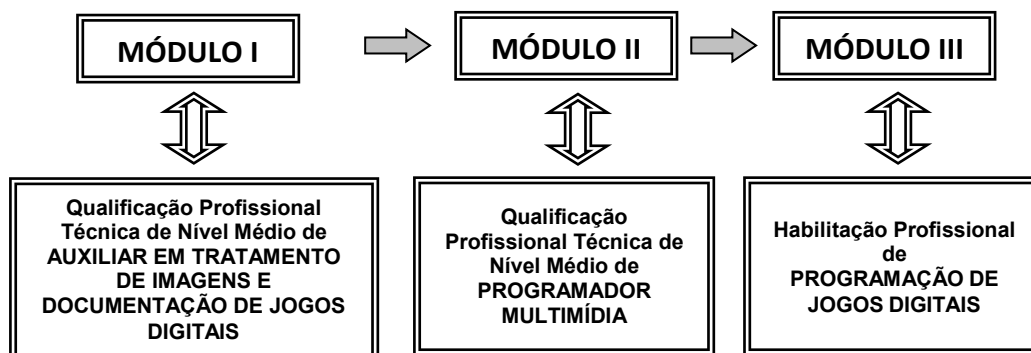 MÓDULO I
MÓDULO II
MÓDULO III
Qualificação Profissional
Técnica de Nível Médio de
AUXILIAR EM TRATAMENTO
DE IMAGENS E
DOCUMENTAÇÃO DE JOGOS
DIGITAIS
Qualificação
Profissional Técnica de
Nível Médio de
PROGRAMADOR
MULTIMÍDIA
Habilitação Profissional
de
PROGRAMAÇÃO DE
JOGOS DIGITAIS